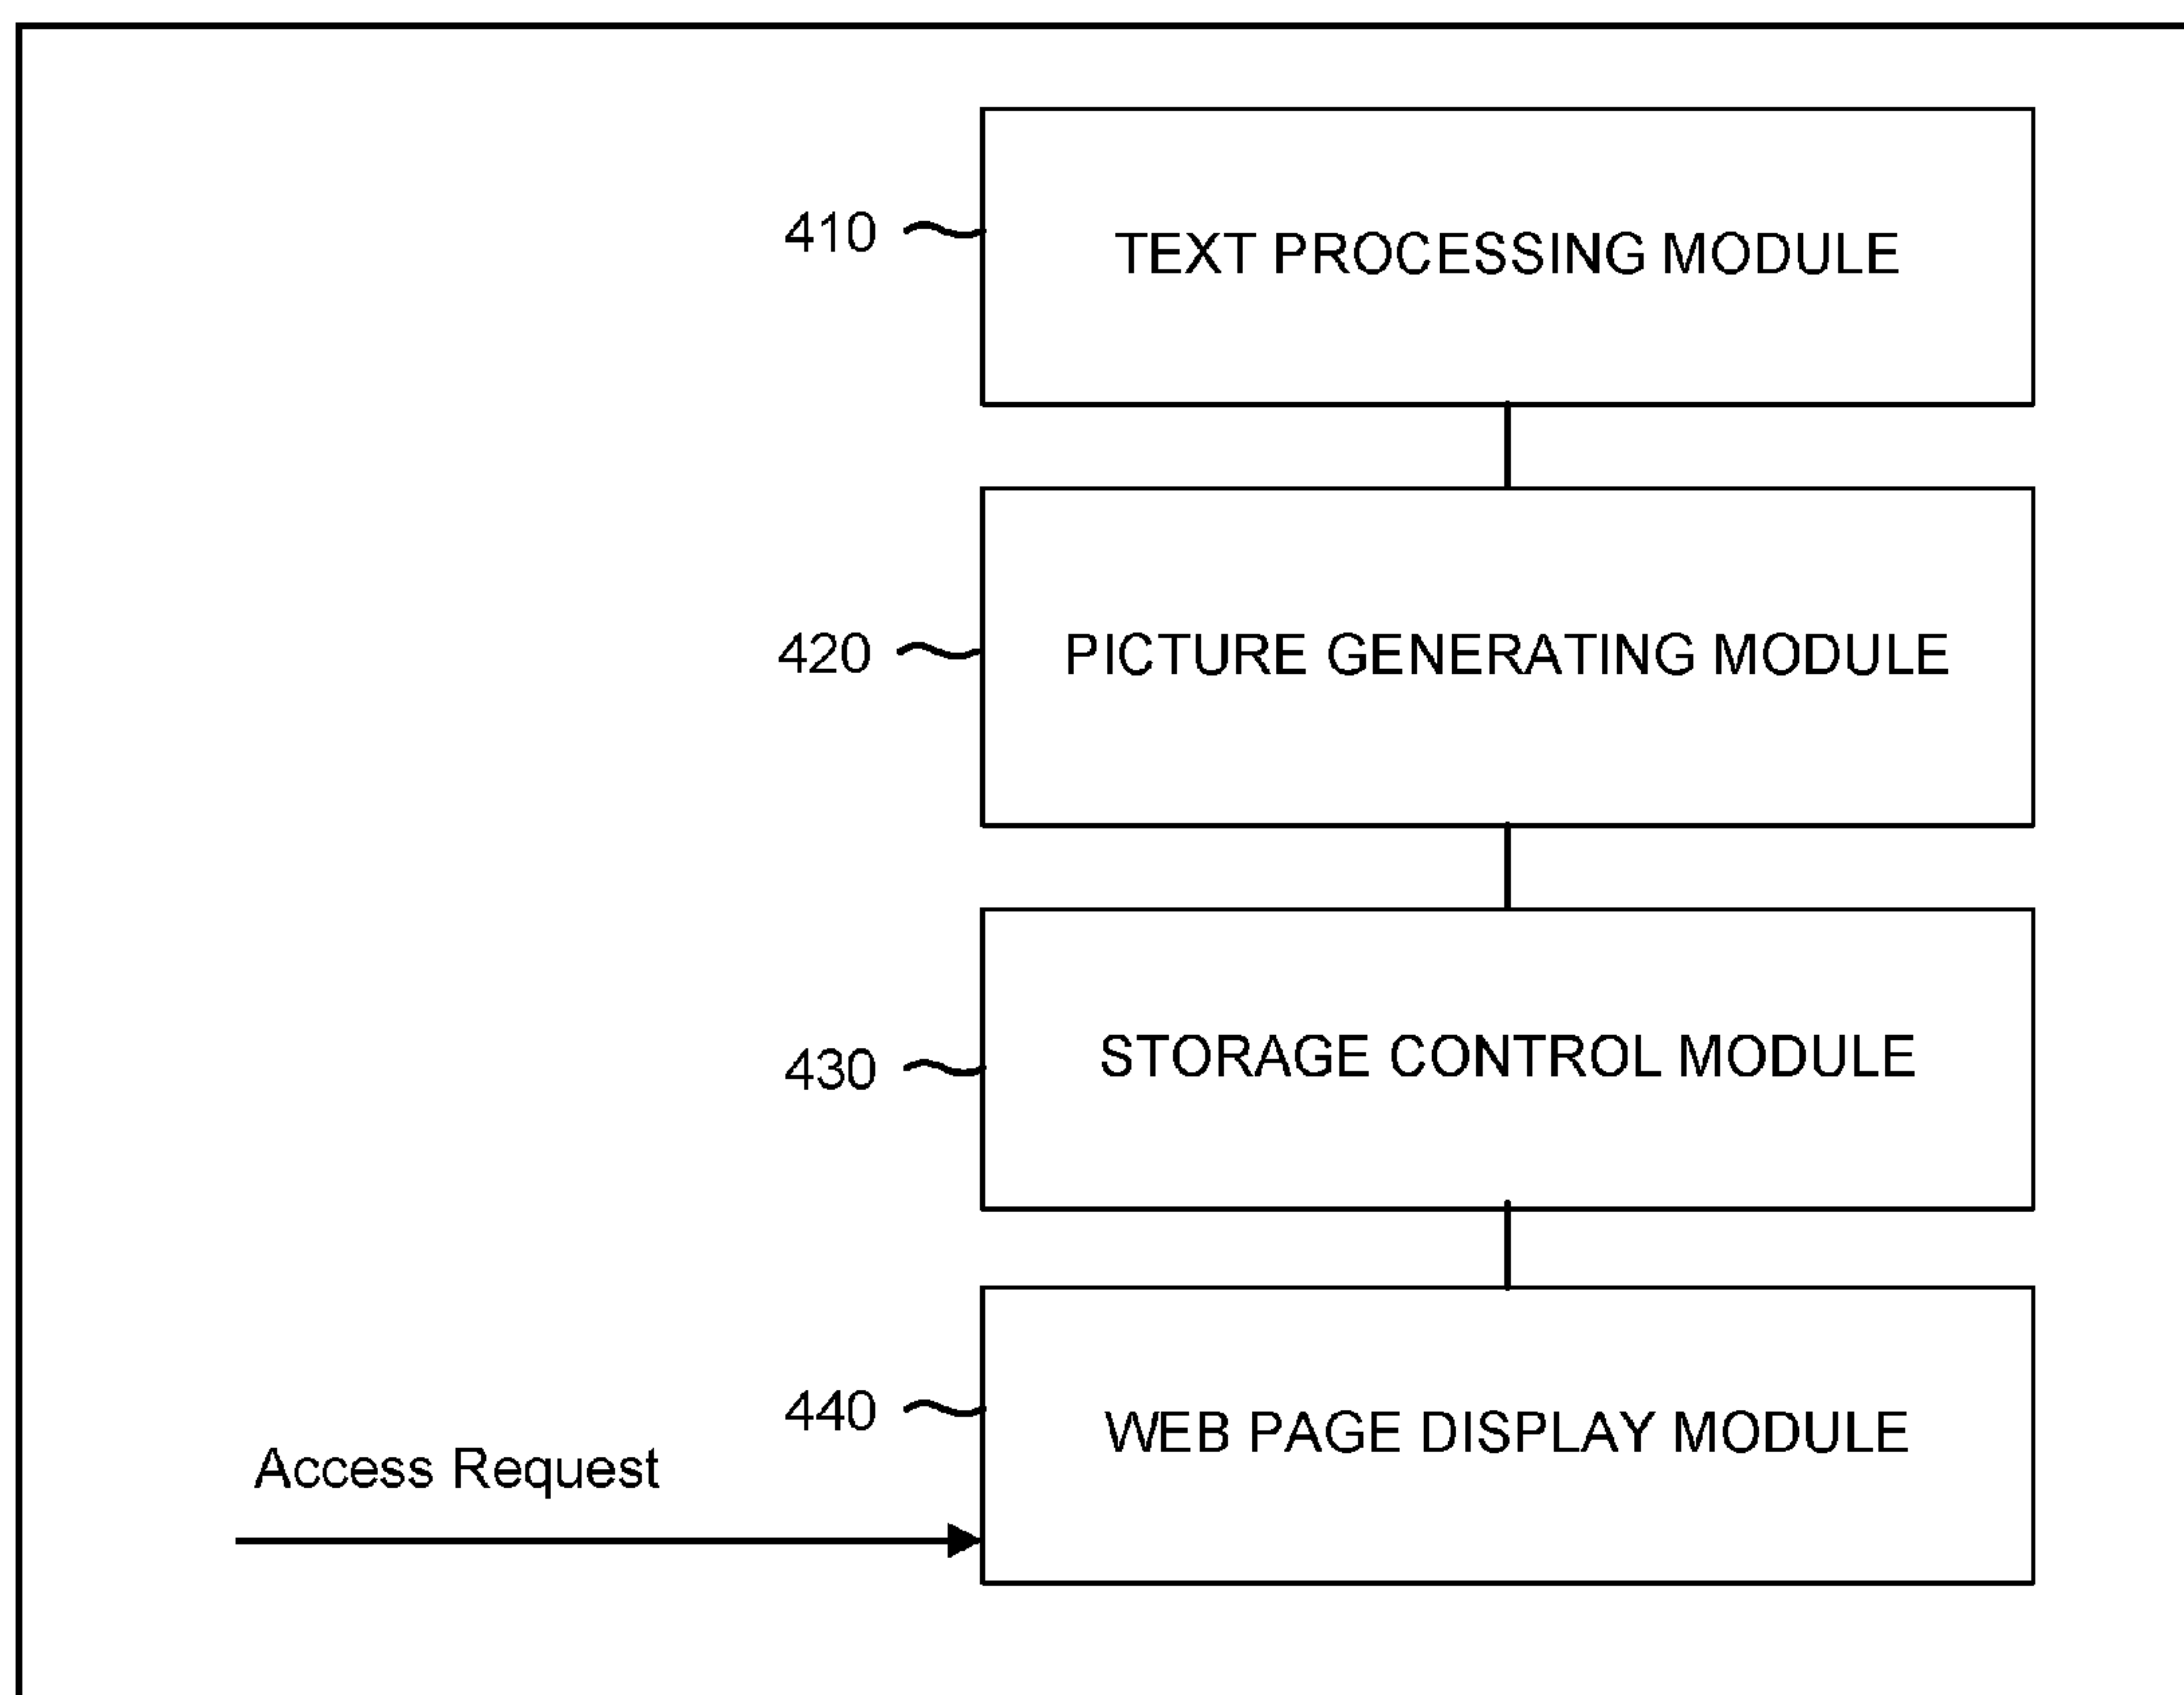 410
TEXT PROCESSING MODULE
420
PICTURE GENERATING MODULE
430
STORAGE CONTROL MODULE
440
WEB PAGE DISPLAY MODULE
Access Request